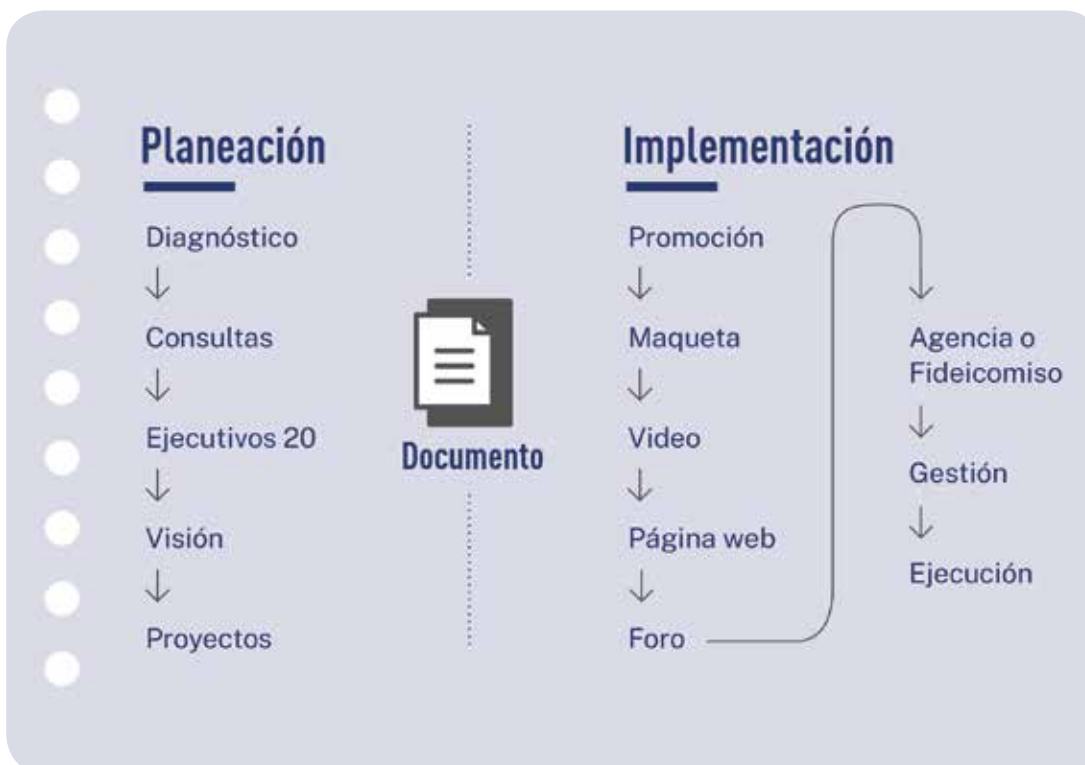 Planeación
Diagnóstico
Consultas
Ejecutivos 20
Visión
Proyectos
Documento
Implementación
Promoción
Maqueta
Video
Página web
Foro
Agencia o
Fideicomiso
Gestión
Ejecución